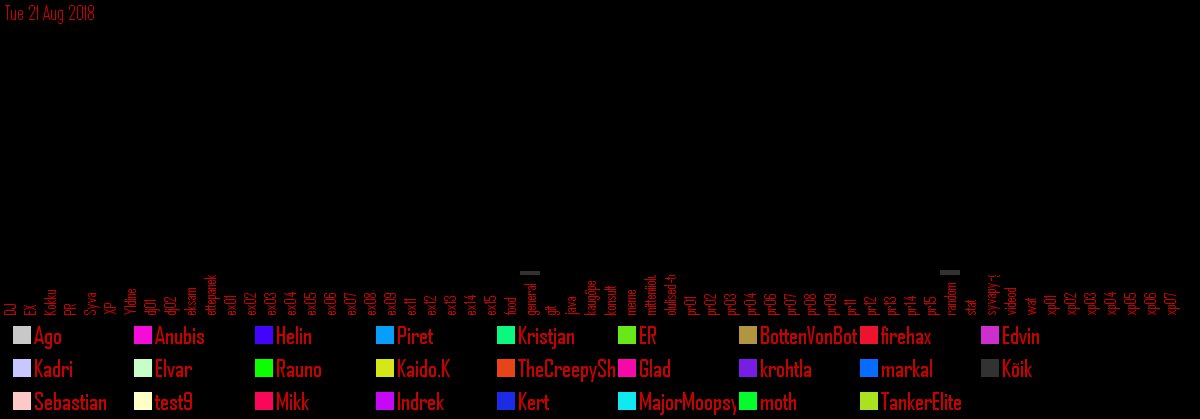 Tue 21 Aug 2018
DJ EX Kokku PR Syva XP Yldine dj01 dj02 eksam ettepanek ex01 ex02 ex03 ex04 ex05 ex06 ex07 ex08 ex09 ex11 ex12 ex13 ex14 ex15 food general git java kaugõpe konsult meme olulised-h pr01 pr02 pr03 pr04 pr06 pr07 pr08 pr09 pr11 pr12 pr13 pr14 pr15 random stat videod wat xp01 xp02 xp03 xp04 xp05 xp06 xp07
Ago Anubis Helin Piret Kristjan ER BottenVonBot firehax Edvin
Kadri Elvar Rauno Kaido.K TheCreepySh Glad krohtla markal Kõik
Sebastian test9 Mikk Indrek Kert MajorMoopsy moth TankerElite